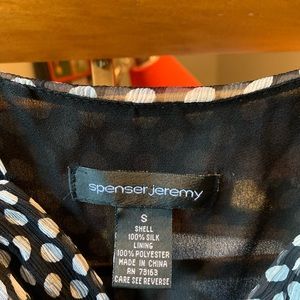 spenser jeremy
S
SHELL
100% SILK
LINING
100% POLYESTER
MADE IN CHINA
RN 73163
CARE SEE REVERSE